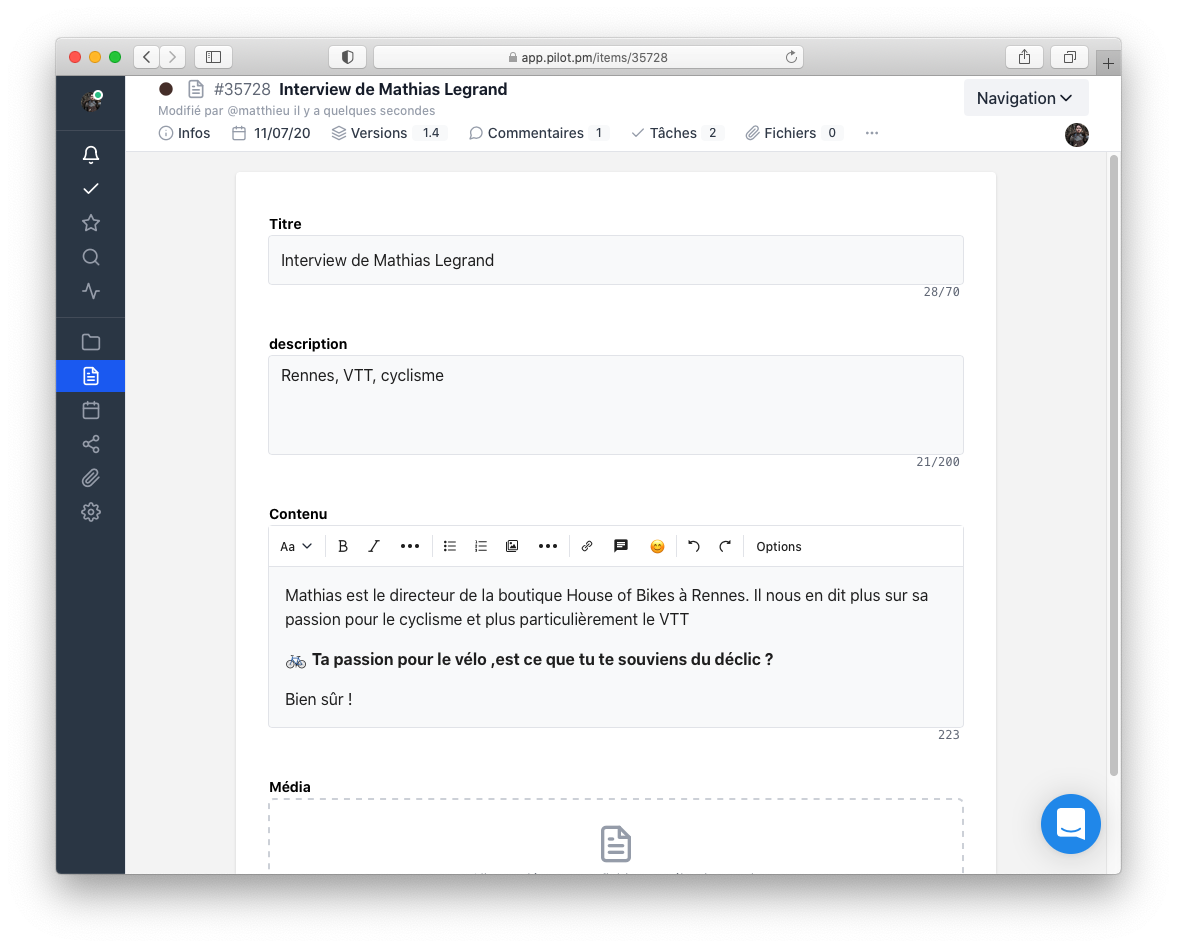 app.pilot.pm/items/35728
#35728 Interview de Mathias Legrand
Navigation
Modifié par @matthieu il y a quelques secondes
Infos 11/07/20 Versions 1.4 Commentaires 1 Tâches 2 Fichiers 0
Titre
Interview de Mathias Legrand
28/70
description
Rennes, VTT, cyclisme
21/200
Contenu
Aa B I Options
Mathias est le directeur de la boutique House of Bikes à Rennes. Il nous en dit plus sur sa
passion pour le cyclisme et plus particulièrement le VTT
🚲 Ta passion pour le vélo ,est ce que tu te souviens du déclic ?
Bien sûr !
223
Média